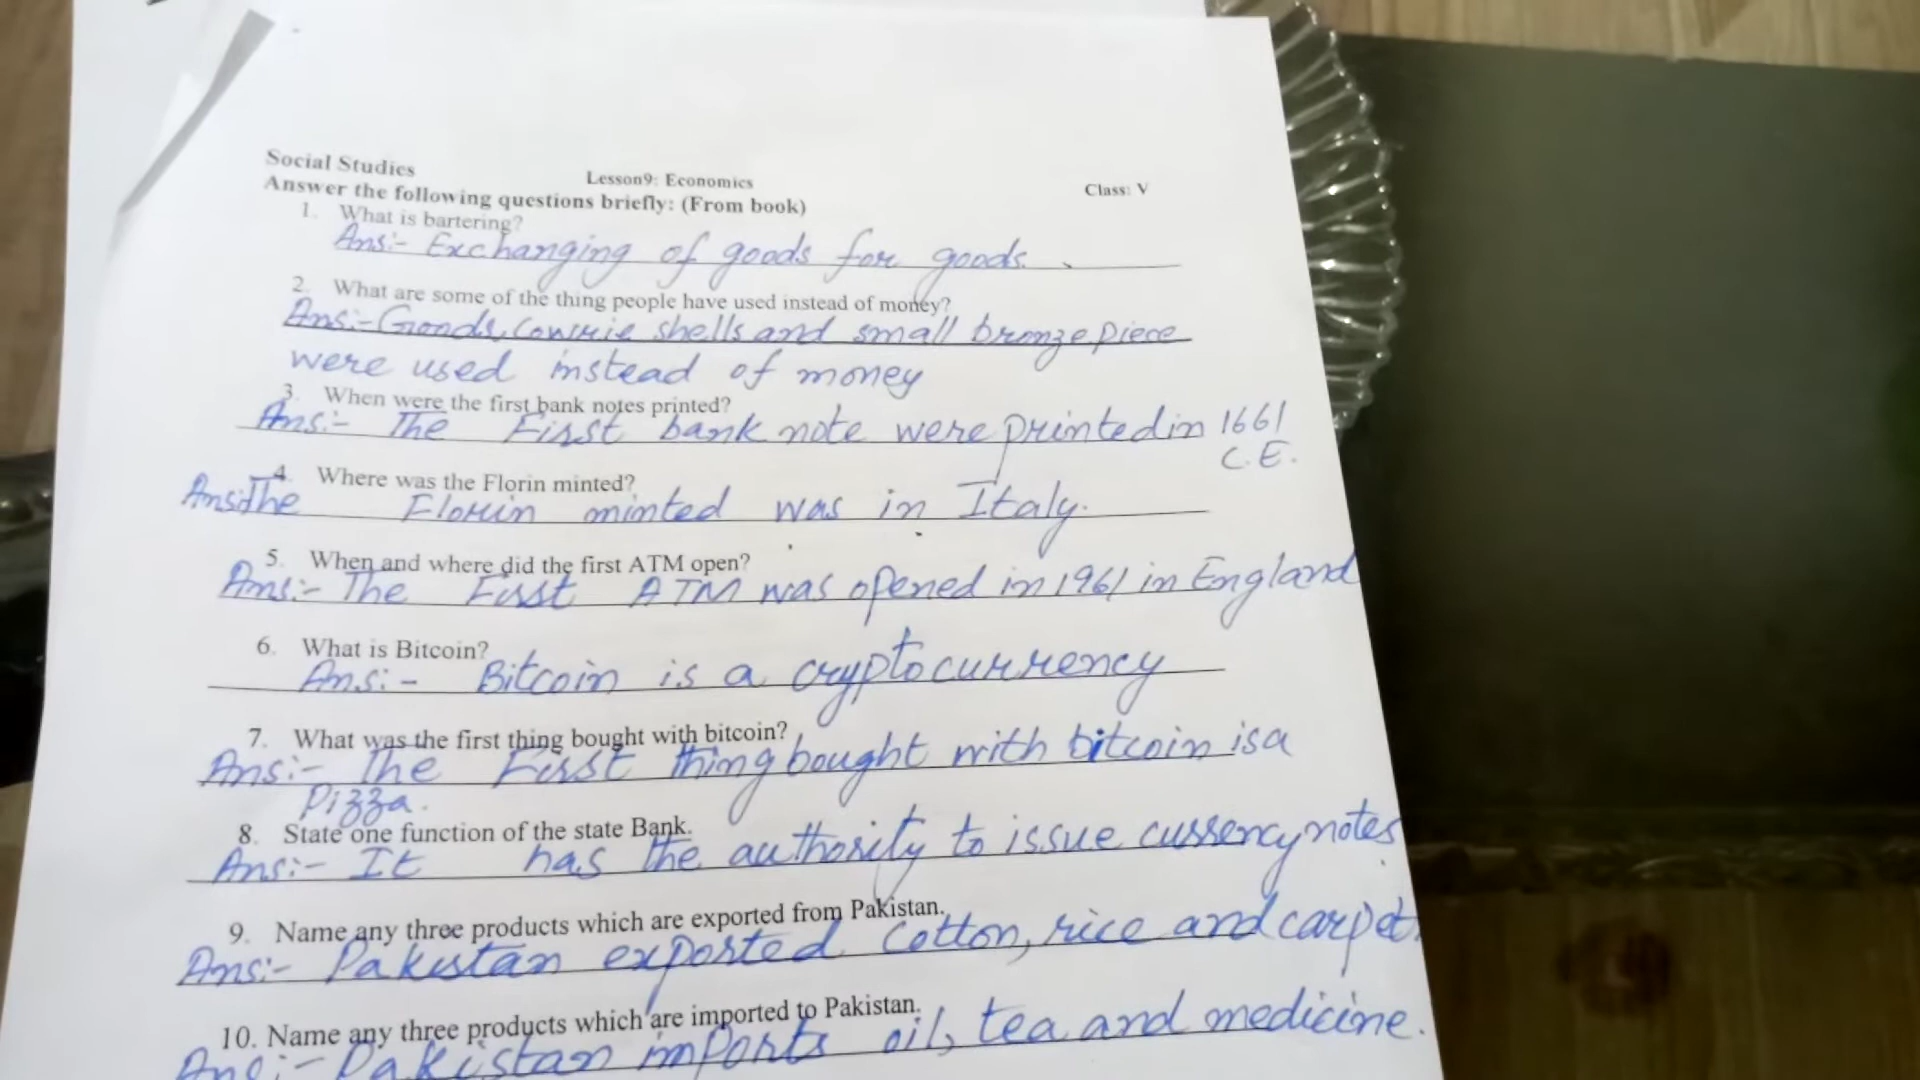 Social Studies
Lesson9: Economics
Class: V
Answer the following questions briefly: (From book)
1. What is bartering?
Ans:- Exchanging of goods for goods.
2. What are some of the thing people have used instead of money?
Ans:- Goods, cowrie shells and small bronze piece
were used instead of money
3. When were the first bank notes printed?
Ans:- The First bank note were printed in 1661
C.E.
4. Where was the Florin minted?
Ans: The Florin minted was in Italy.
5. When and where did the first ATM open?
Ans:- The First ATM was opened in 1961 in England
6. What is Bitcoin?
Ans:- Bitcoin is a cryptocurrency
7. What was the first thing bought with bitcoin?
Ans:- The First thing bought with bitcoin is a
Pizza.
8. State one function of the state Bank.
Ans:- It has the authority to issue currency notes
9. Name any three products which are exported from Pakistan.
Ans:- Pakistan exported Cotton, rice and carpet.
10. Name any three products which are imported to Pakistan.
Ans:- Pakistan imports oil, tea and medicine.